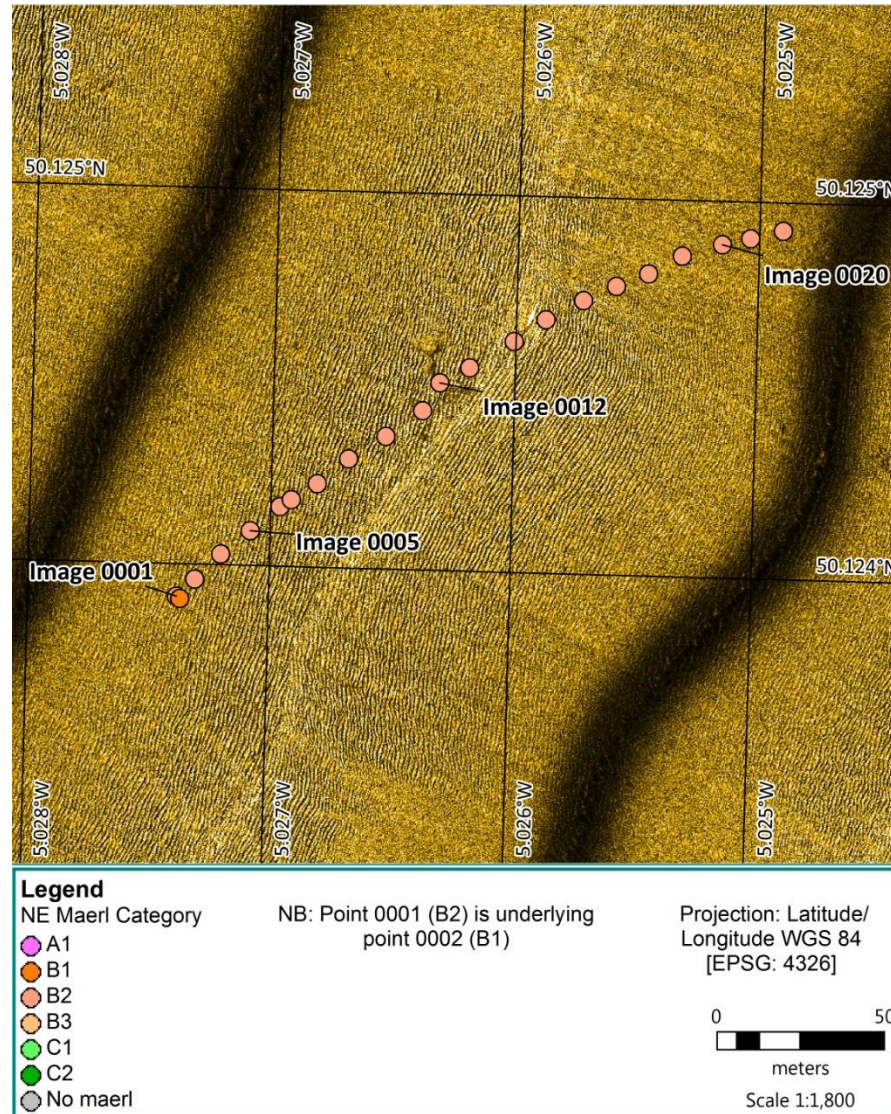 5.028°W
5.027°W
5.026°W
5.025°W
50.125°N
50.125°N
Image 0020
Image 0012
Image 0005
Image 0001
50.124°N
5.028°W
5.027°W
5.026°W
5.025°W
Legend
NE Maerl Category
A1
B1
B2
B3
C1
C2
No maerl
NB: Point 0001 (B2) is underlying
point 0002 (B1)
Projection: Latitude/
Longitude WGS 84
[EPSG: 4326]
0
50
meters
Scale 1:1,800